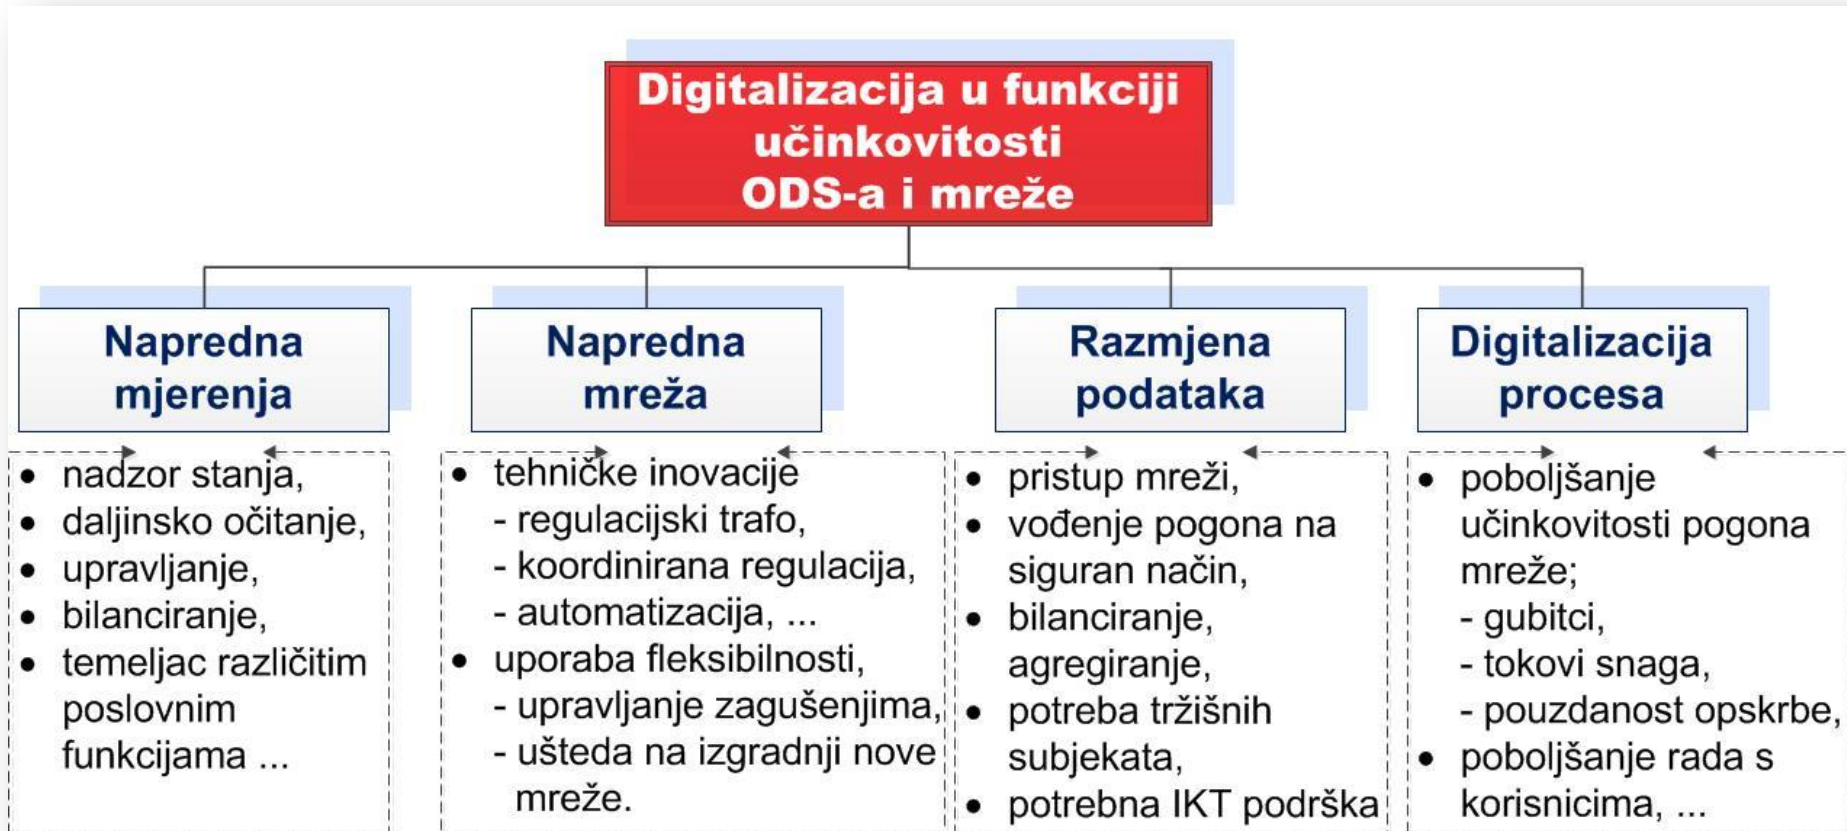 Digitalizacija u funkciji
učinkovitosti
ODS-a i mreže
Napredna
mjerenja
• nadzor stanja,
• daljinsko očitanje,
• upravljanje,
• bilanciranje,
• temeljac različitim
poslovnim
funkcijama ...
Napredna
mreža
• tehničke inovacije
- regulacijski trafo,
- koordinirana regulacija,
- automatizacija, ...
• uporaba fleksibilnosti,
- upravljanje zagušenjima,
- ušteda na izgradnji nove
mreže.
Razmjena
podataka
• pristup mreži,
• vođenje pogona na
siguran način,
• bilanciranje,
agregiranje,
• potreba tržišnih
subjekata,
• potrebna IKT podrška
Digitalizacija
procesa
• poboljšanje
učinkovitosti pogona
mreže;
- gubitci,
- tokovi snaga,
- pouzdanost opskrbe,
• poboljšanje rada s
korisnicima, ...